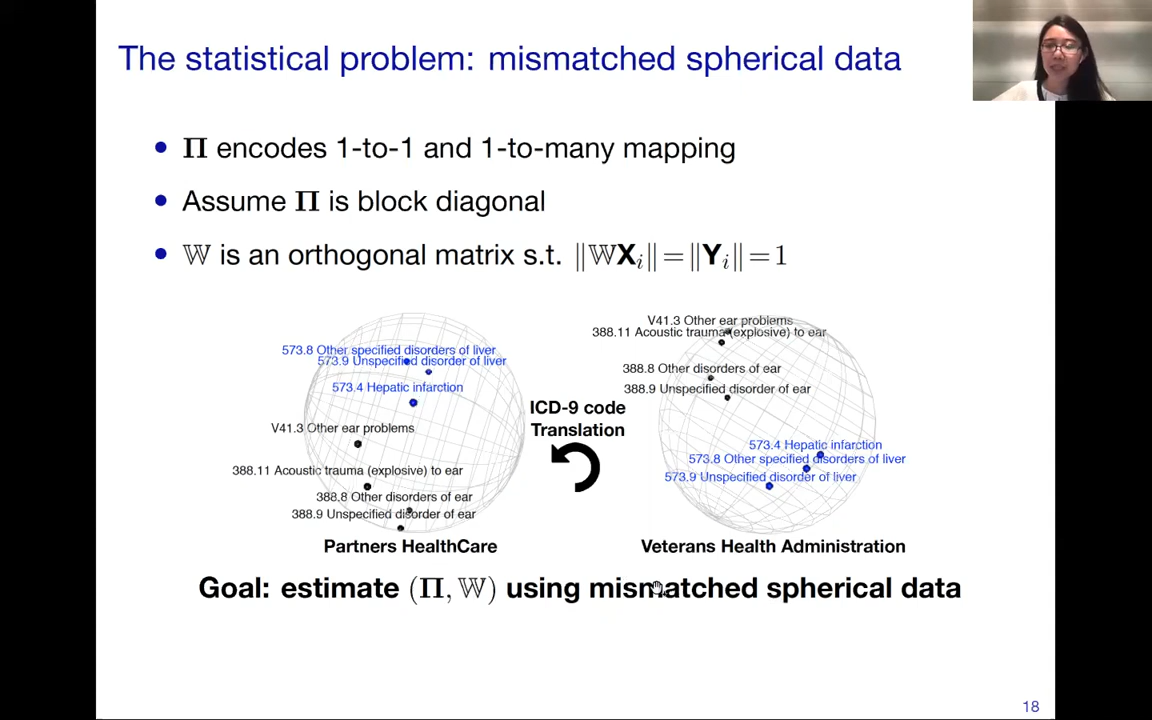 The statistical problem: mismatched spherical data
• Π encodes 1-to-1 and 1-to-many mapping
• Assume Π is block diagonal
• 𝕎 is an orthogonal matrix s.t. ‖𝕎X_i‖ = ‖Y_i‖ = 1
573.8 Other specified disorders of liver
573.9 Unspecified disorder of liver
573.4 Hepatic infarction
V41.3 Other ear problems
388.11 Acoustic trauma (explosive) to ear
388.8 Other disorders of ear
388.9 Unspecified disorder of ear
Partners HealthCare
ICD-9 code
Translation
V41.3 Other ear problems
388.11 Acoustic trauma (explosive) to ear
388.8 Other disorders of ear
388.9 Unspecified disorder of ear
573.4 Hepatic infarction
573.8 Other specified disorders of liver
573.9 Unspecified disorder of liver
Veterans Health Administration
Goal: estimate (Π, 𝕎) using mismatched spherical data
18